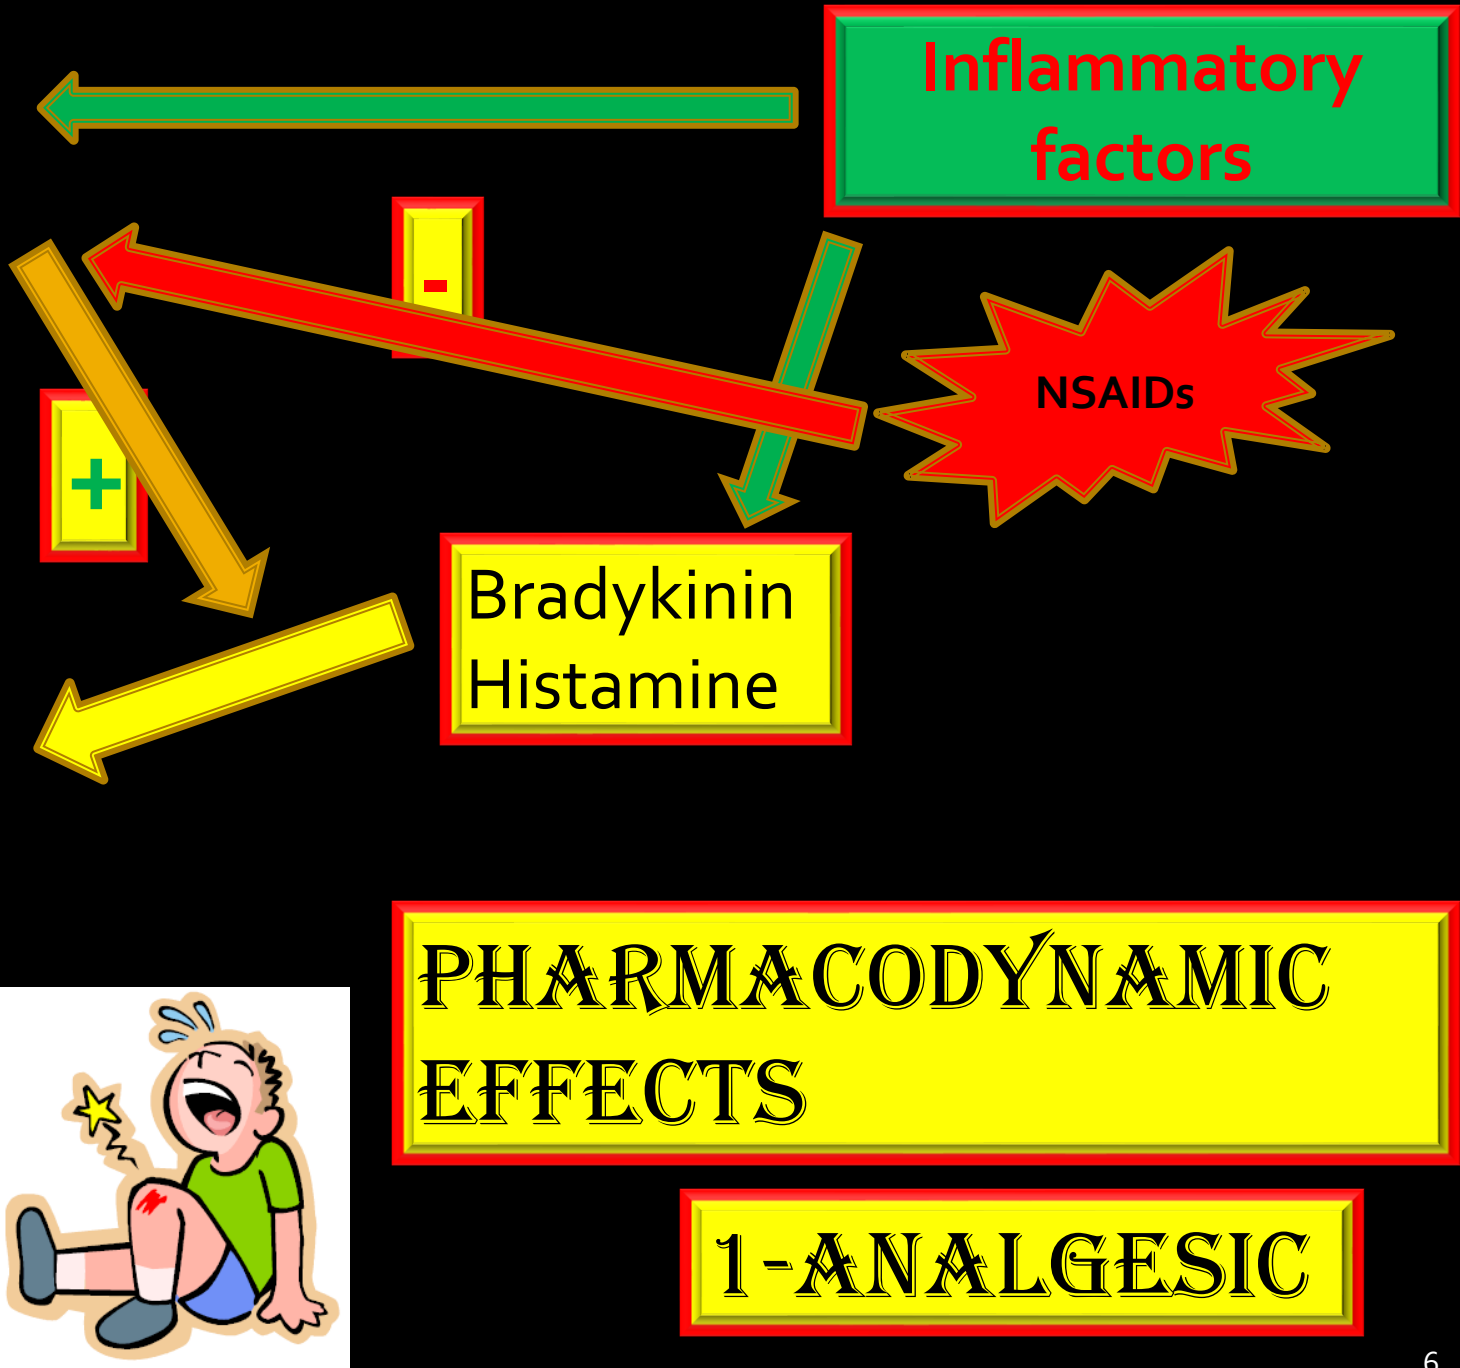 Inflammatory
factors
-
NSAIDs
+
Bradykinin
Histamine
PHARMACODYNAMIC
EFFECTS
1-ANALGESIC
6